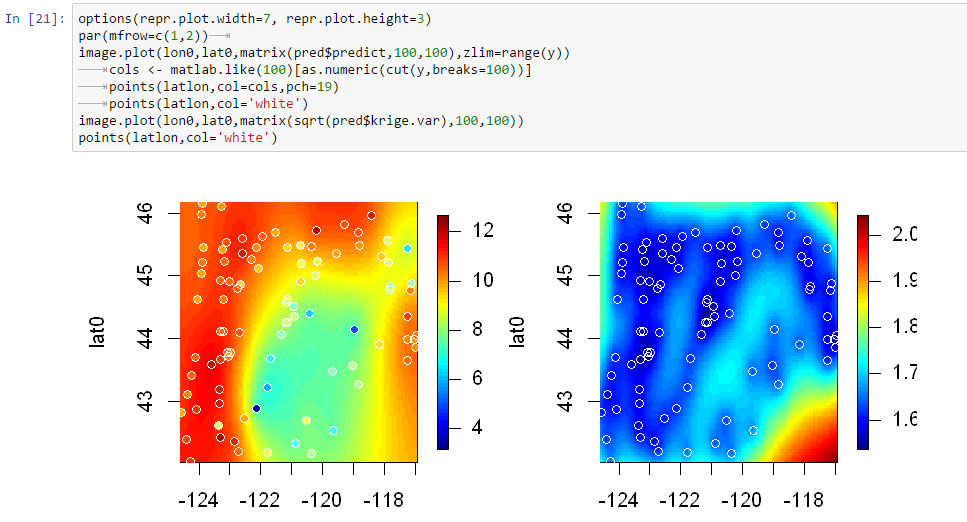 In [21]:
options(repr.plot.width=7, repr.plot.height=3)
par(mfrow=c(1,2))
image.plot(lon0,lat0,matrix(pred$predict,100,100),zlim=range(y))
cols <- matlab.like(100)[as.numeric(cut(y,breaks=100))]
points(latlon,col=cols,pch=19)
points(latlon,col='white')
image.plot(lon0,lat0,matrix(sqrt(pred$krige.var),100,100))
points(latlon,col='white')
lat0
46
45
44
43
-124 -122 -120 -118
12
10
8
6
4
lat0
46
45
44
43
-124 -122 -120 -118
2.0
1.9
1.8
1.7
1.6